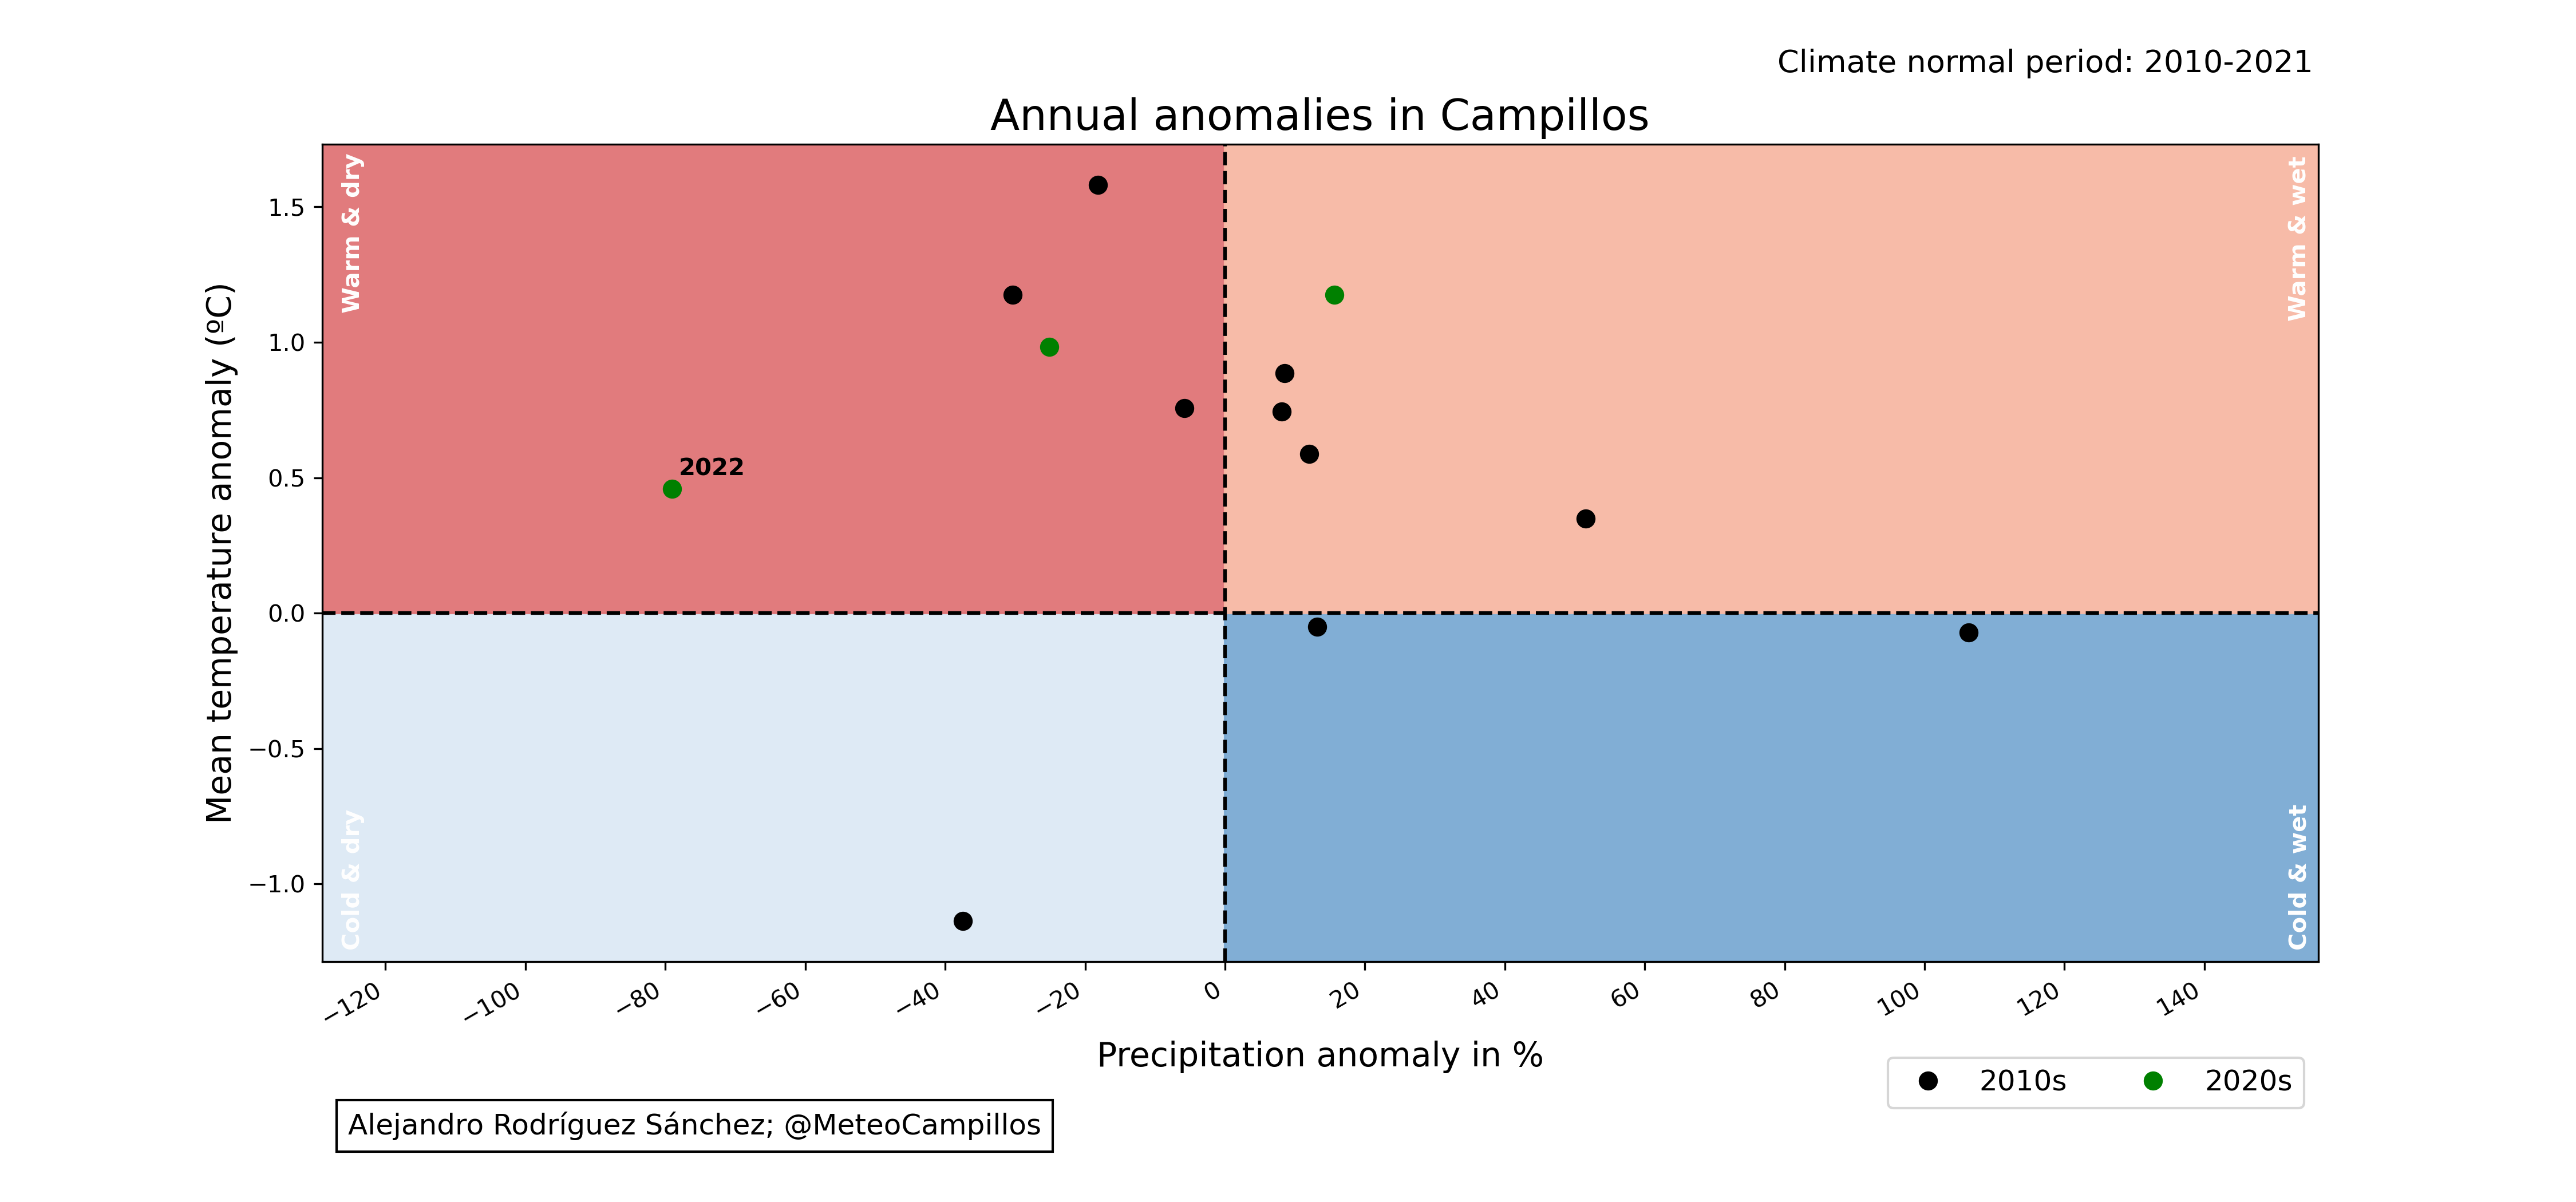 Climate normal period: 2010-2021
Annual anomalies in Campillos
Mean temperature anomaly (ºC)
1.5
1.0
0.5
0.0
−0.5
−1.0
Warm & dry
Warm & wet
2022
Cold & dry
Cold & wet
−120
−100
−80
−60
−40
−20
0
20
40
60
80
100
120
140
Precipitation anomaly in %
2010s
2020s
Alejandro Rodríguez Sánchez; @MeteoCampillos